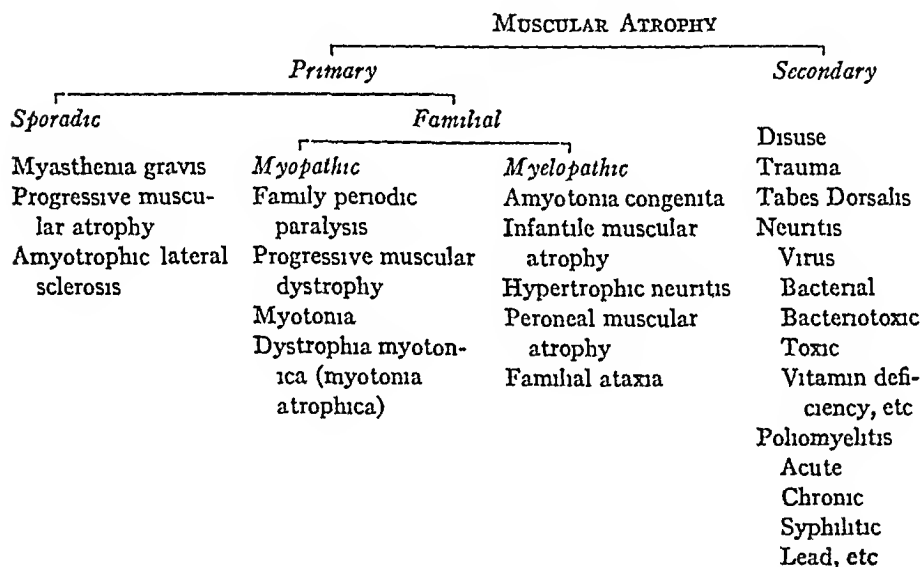 MUSCULAR ATROPHY
Primary
Secondary
Sporadic
Familial
Myasthenia gravis
Progressive muscu-
lar atrophy
Amyotrophic lateral
sclerosis
Myopathic
Family periodic
paralysis
Progressive muscular
dystrophy
Myotonia
Dystrophia myoton-
ica (myotonia
atrophica)
Myelopathic
Amyotonia congenita
Infantile muscular
atrophy
Hypertrophic neuritis
Peroneal muscular
atrophy
Familial ataxia
Disuse
Trauma
Tabes Dorsalis
Neuritis
Virus
Bacterial
Bacteriotoxic
Toxic
Vitamin defi-
ciency, etc
Poliomyelitis
Acute
Chronic
Syphilitic
Lead, etc